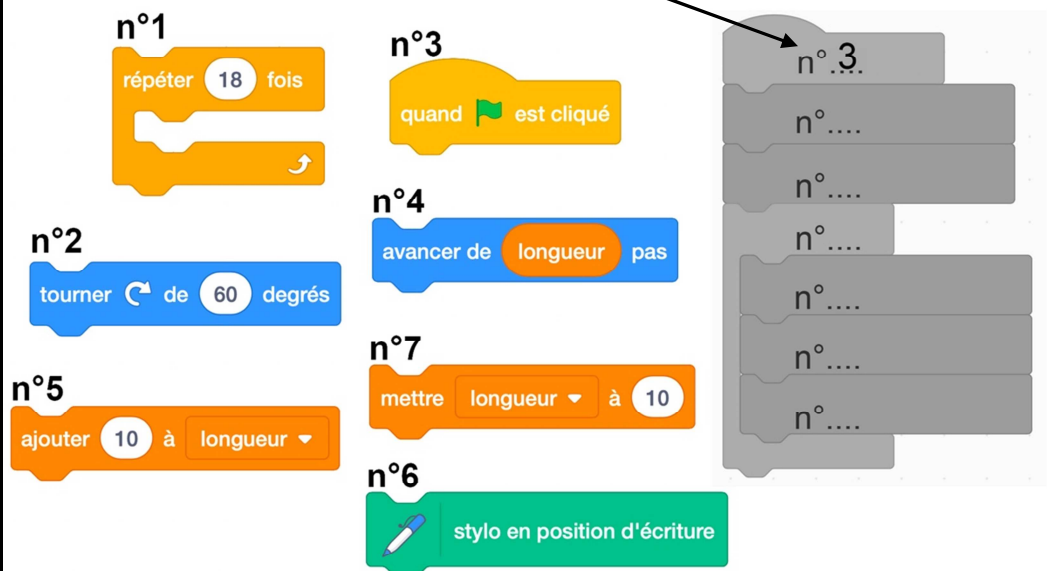 n°1
répéter 18 fois
n°3
quand est cliqué
n°2
tourner de 60 degrés
n°4
avancer de longueur pas
n°5
ajouter 10 à longueur
n°7
mettre longueur à 10
n°6
stylo en position d'écriture
n°.3...
n°....
n°....
n°....
n°....
n°....
n°....